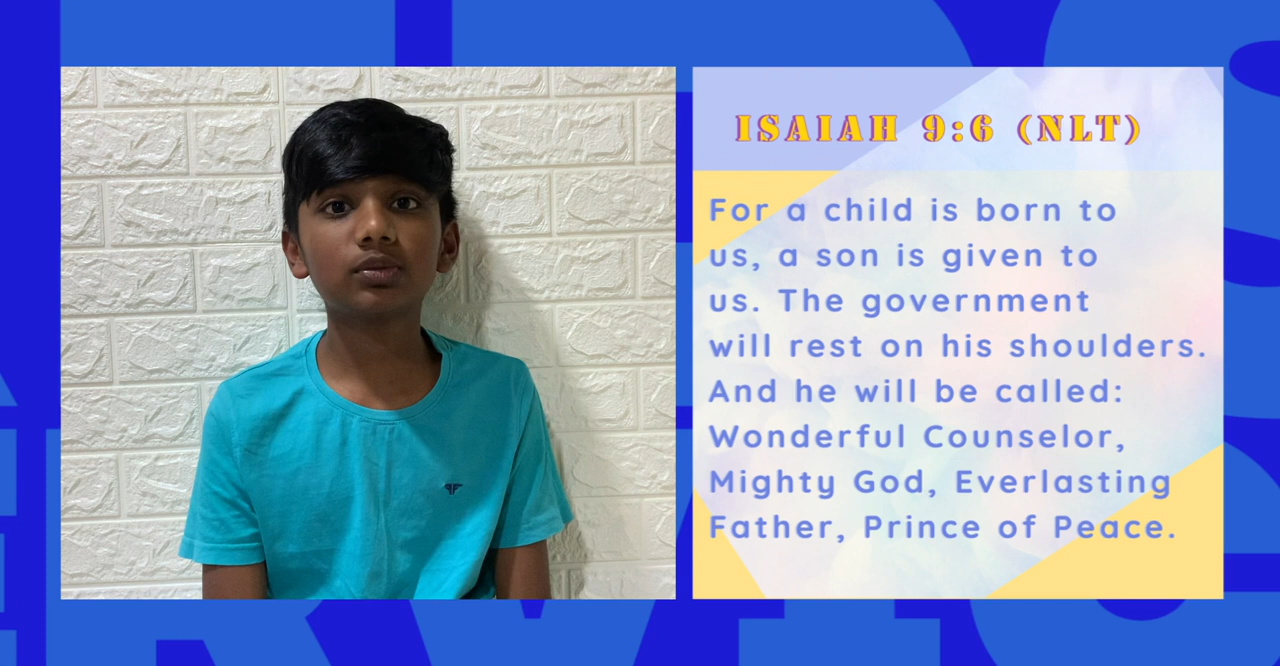 ISAIAH 9:6 (NLT)
For a child is born to
us, a son is given to
us. The government
will rest on his shoulders.
And he will be called:
Wonderful Counselor,
Mighty God, Everlasting
Father, Prince of Peace.